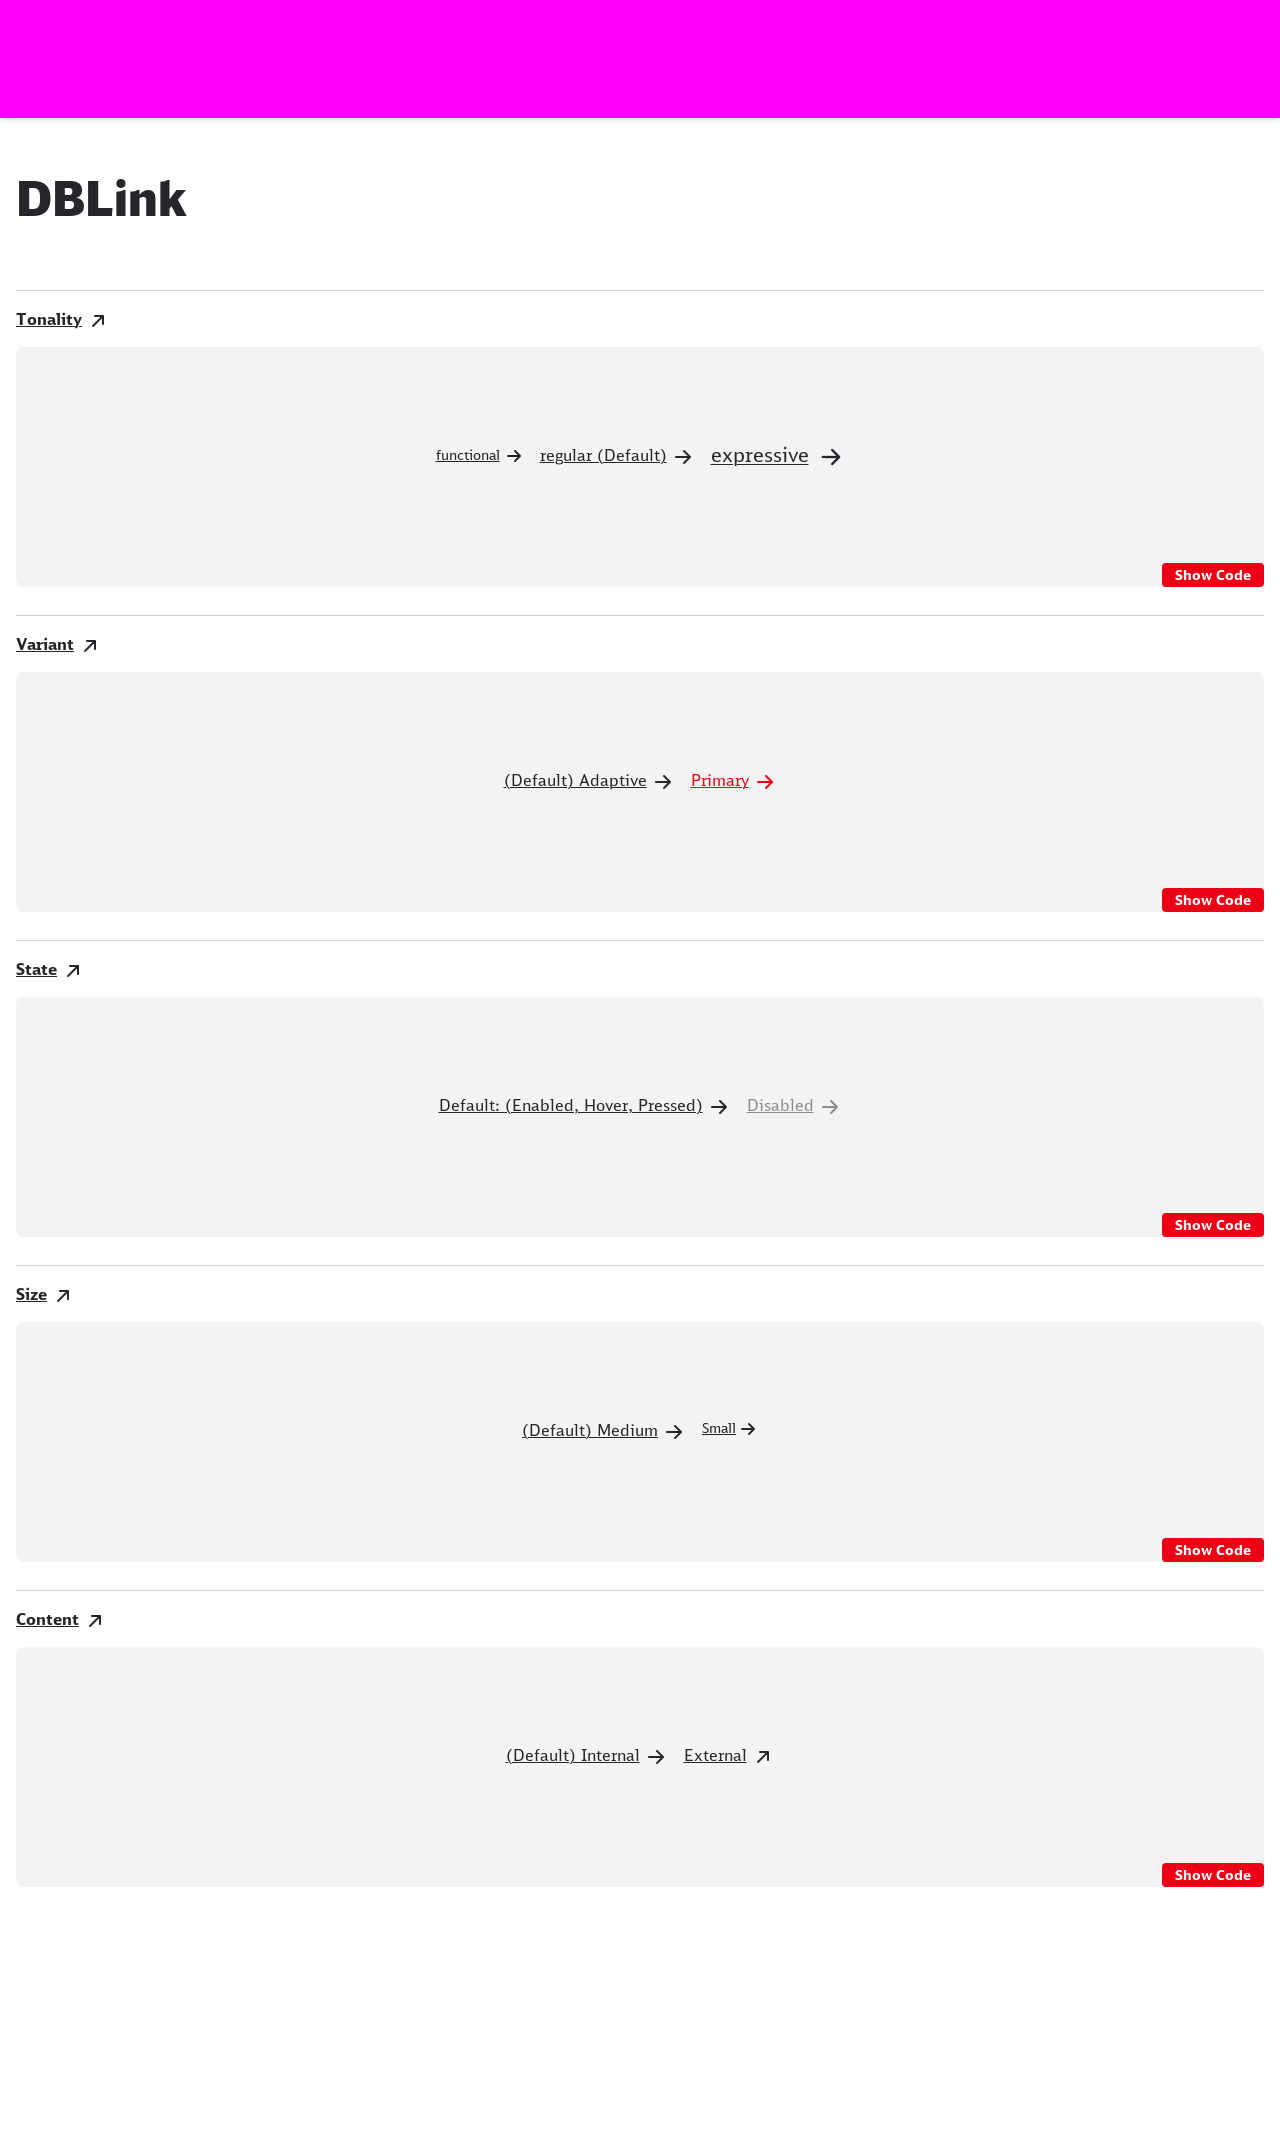 DBLink
Tonality
functional regular (Default) expressive
Show Code
Variant
(Default) Adaptive Primary
Show Code
State
Default: (Enabled, Hover, Pressed) Disabled
Show Code
Size
(Default) Medium Small
Show Code
Content
(Default) Internal External
Show Code